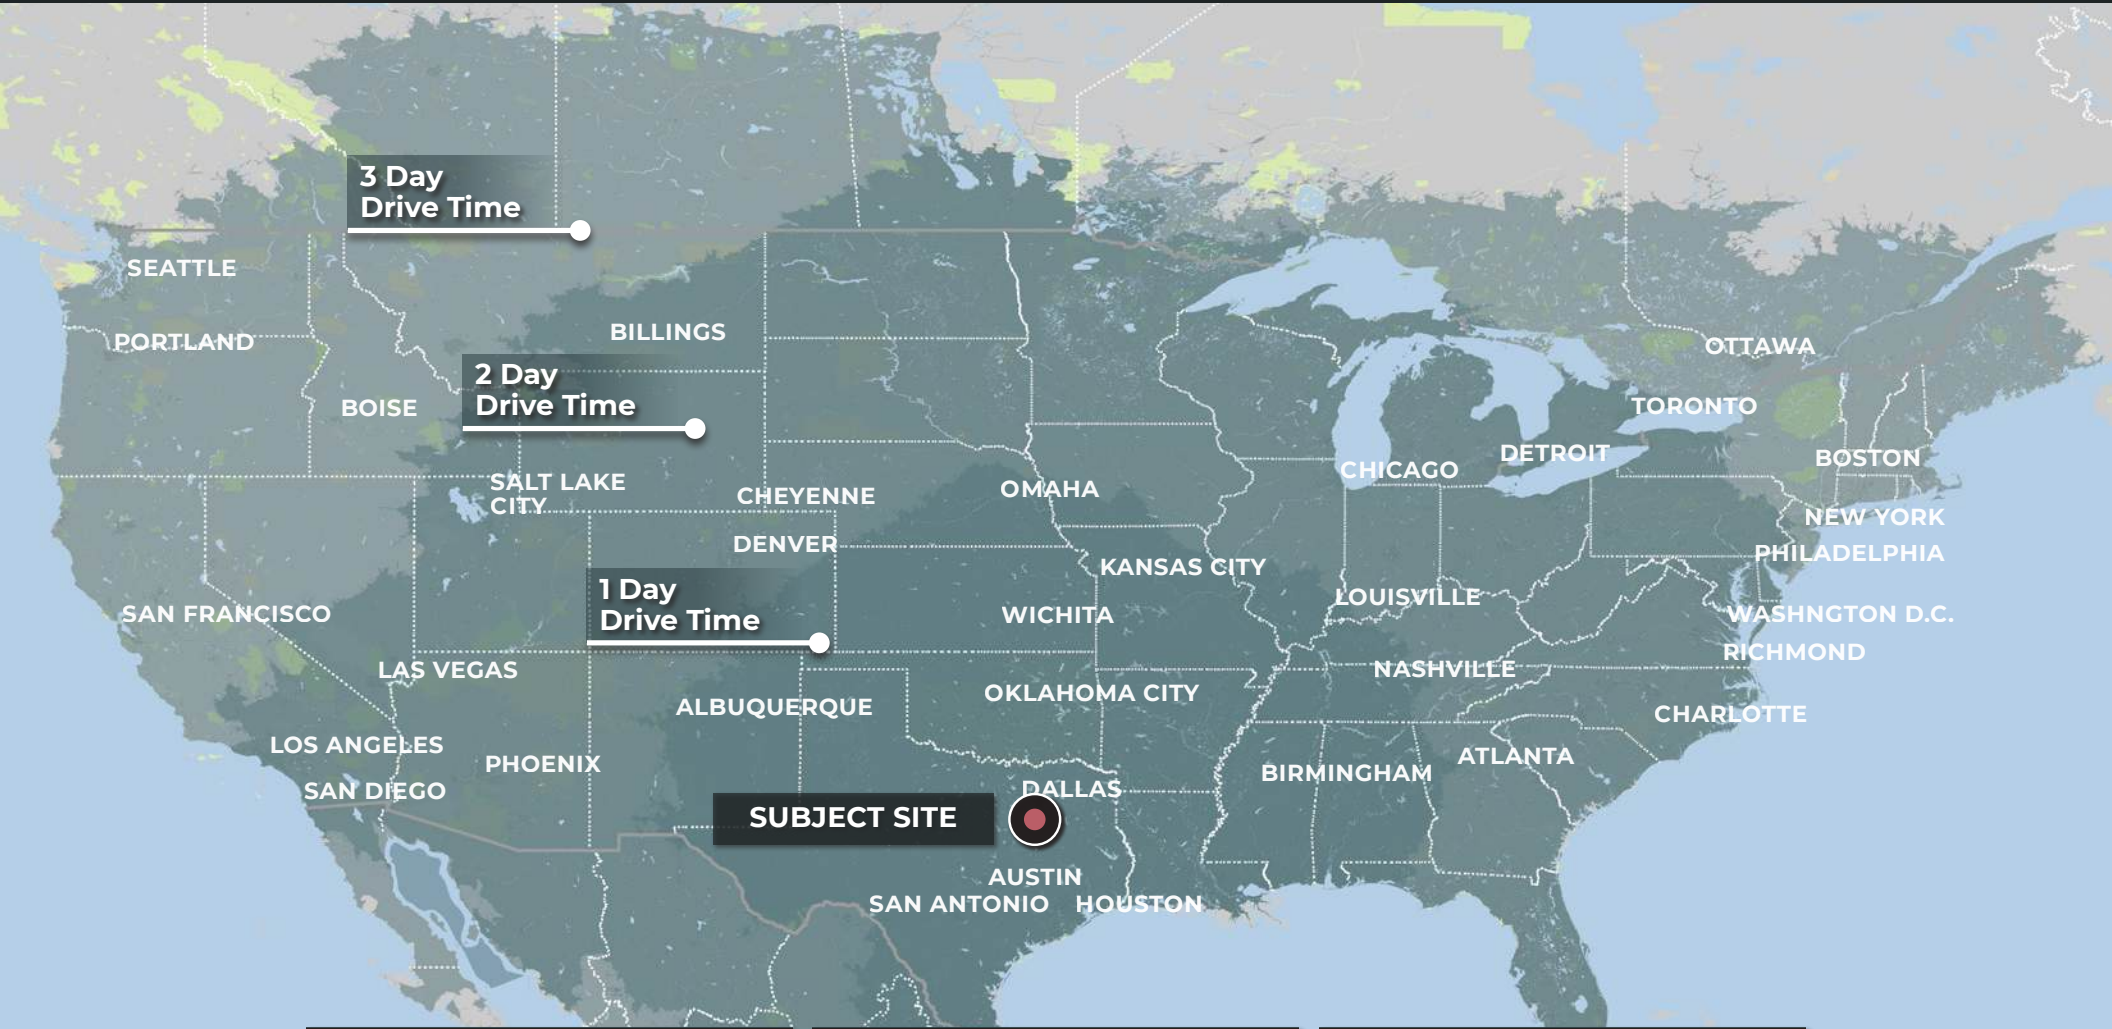 3 Day
Drive Time
SEATTLE
BILLINGS
PORTLAND
OTTAWA
2 Day
Drive Time
BOISE
TORONTO
DETROIT
BOSTON
CHICAGO
SALT LAKE
CITY
OMAHA
CHEYENNE
NEW YORK
DENVER
PHILADELPHIA
KANSAS CITY
1 Day
Drive Time
LOUISVILLE
SAN FRANCISCO
WICHITA
WASHNGTON D.C.
RICHMOND
LAS VEGAS
NASHVILLE
OKLAHOMA CITY
ALBUQUERQUE
CHARLOTTE
LOS ANGELES
ATLANTA
PHOENIX
BIRMINGHAM
SAN DIEGO
DALLAS
SUBJECT SITE
AUSTIN
SAN ANTONIO
HOUSTON